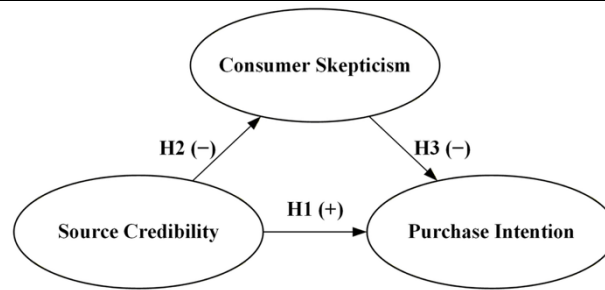 Consumer Skepticism
H2 (−)
H3 (−)
H1 (+)
Source Credibility
Purchase Intention